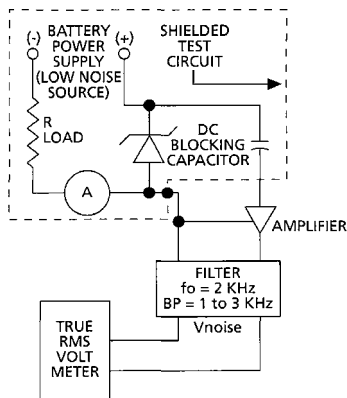 (-)
BATTERY
POWER
SUPPLY
(LOW NOISE
SOURCE)
(+)
SHIELDED
TEST
CIRCUIT
R
LOAD
DC
BLOCKING
CAPACITOR
A
AMPLIFIER
FILTER
fo = 2 KHz
BP = 1 to 3 KHz
Vnoise
TRUE
RMS
VOLT
METER